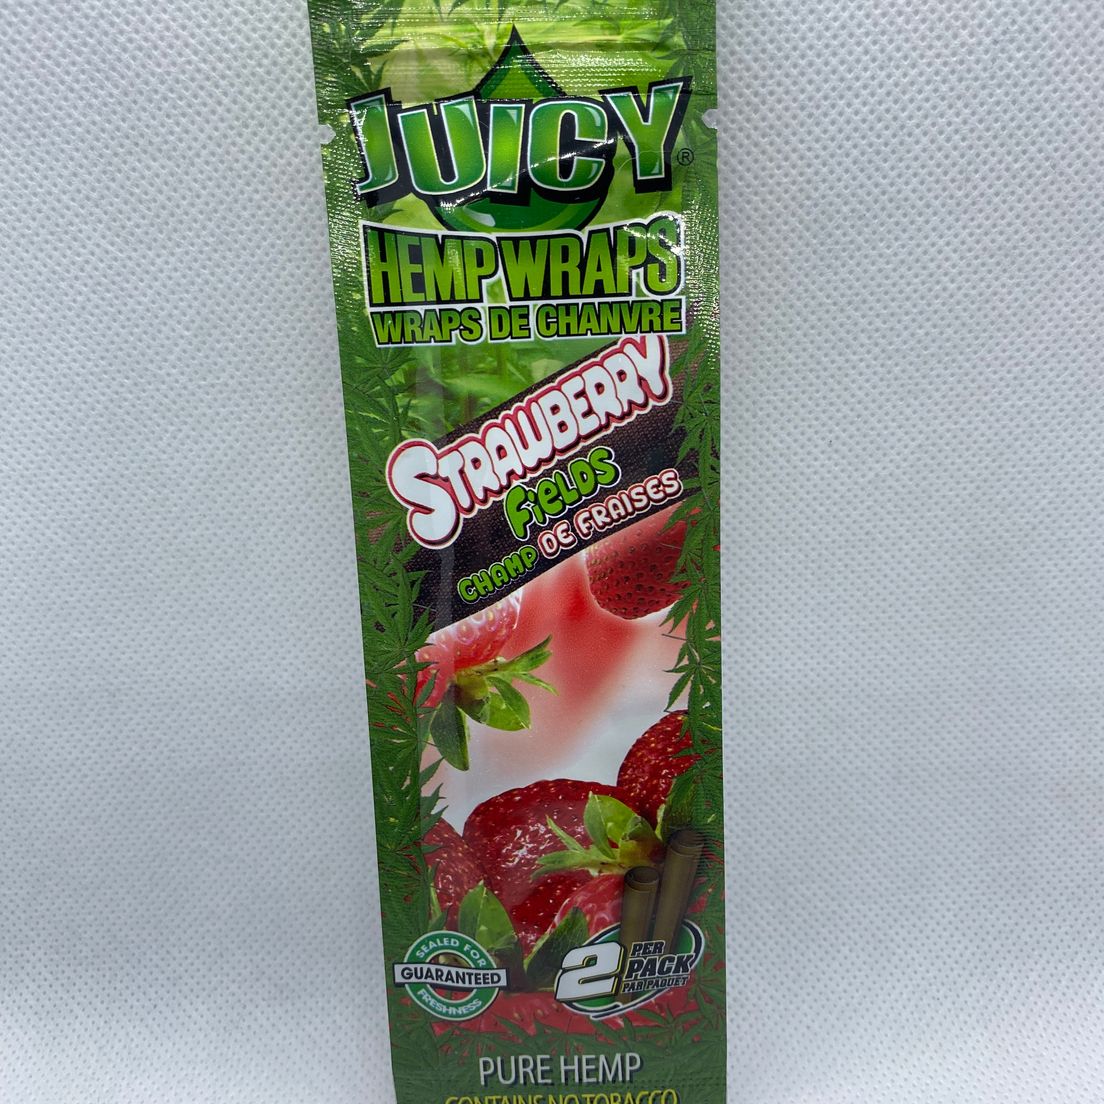 JUICY®
HEMP WRAPS
WRAPS DE CHANVRE
STRAWBERRY
FieLDS
CHAMP DE FRAISES
SEALED FOR
GUARANTEED
FRESHNESS
2 PER
PACK
PAR PAQUET
PURE HEMP
CONTAINS NO TOBACCO